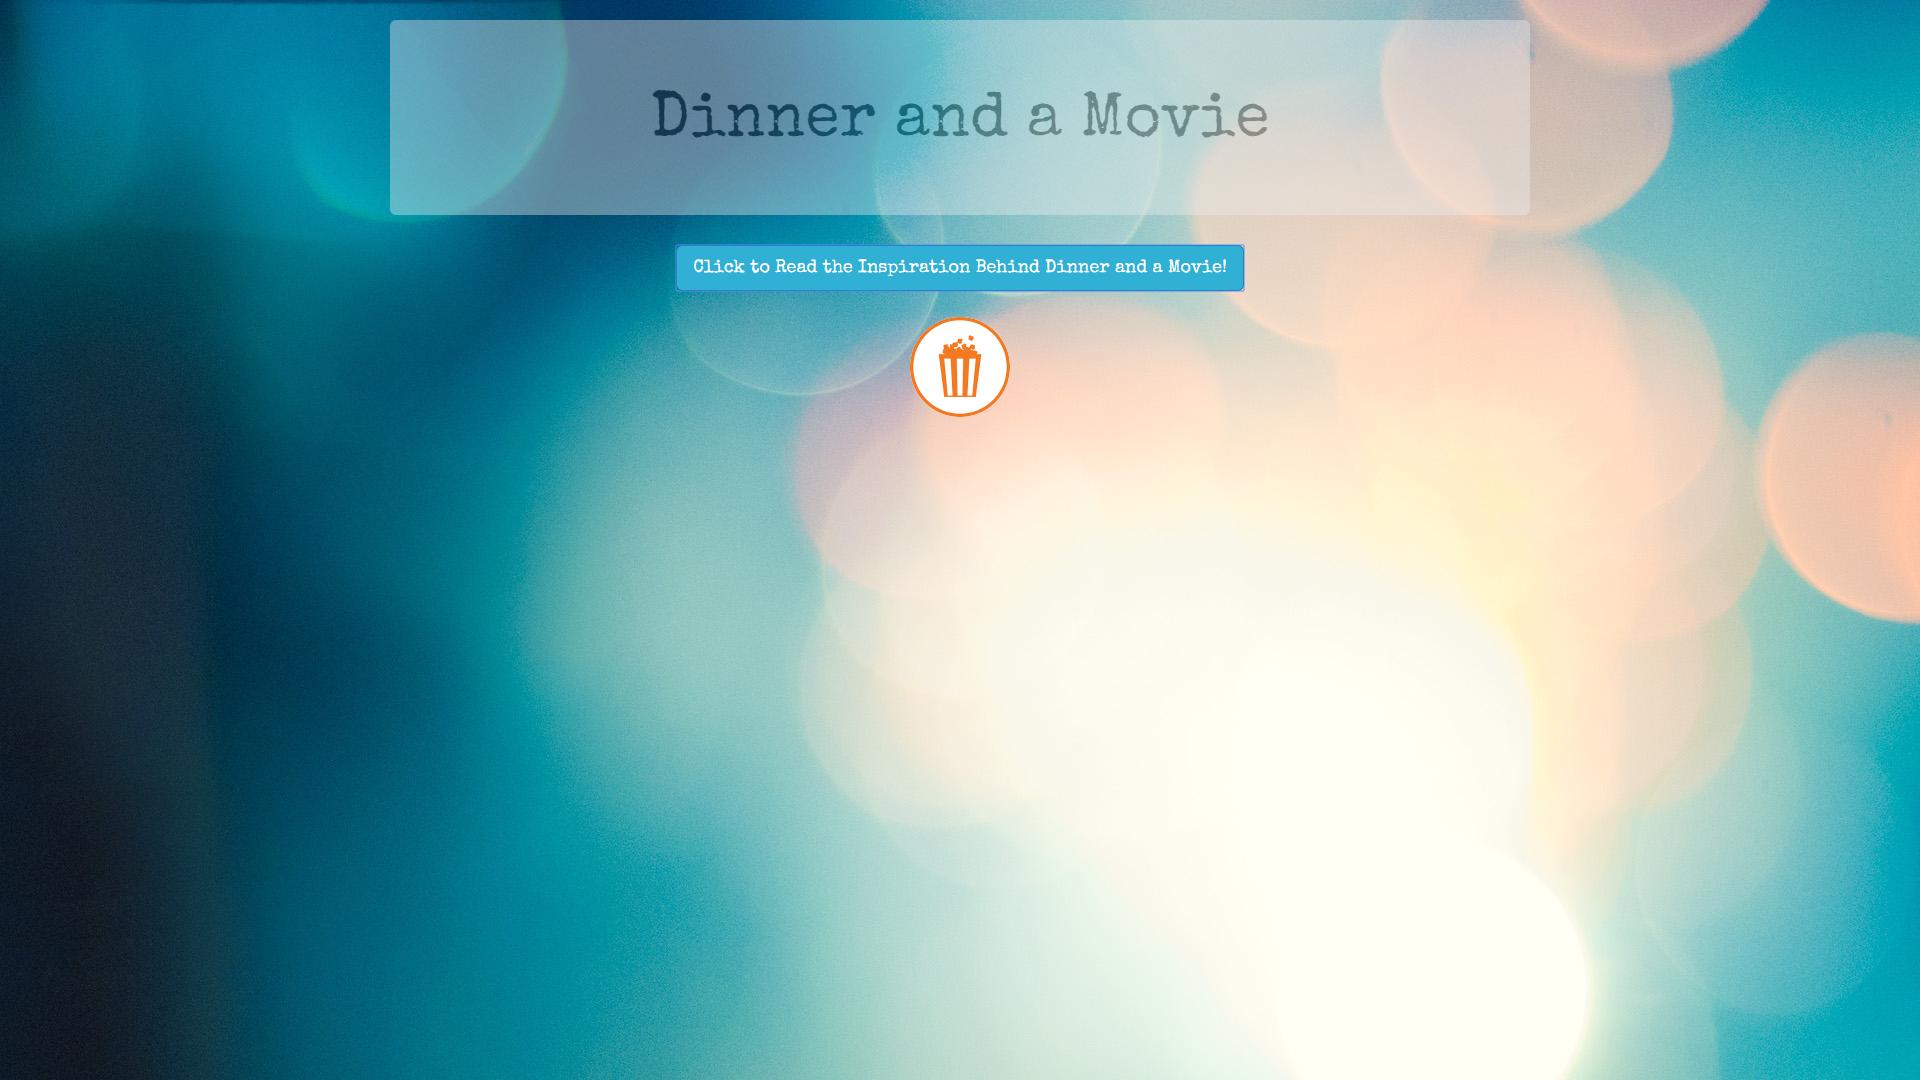 Dinner and a Movie
Click to Read the Inspiration Behind Dinner and a Movie!